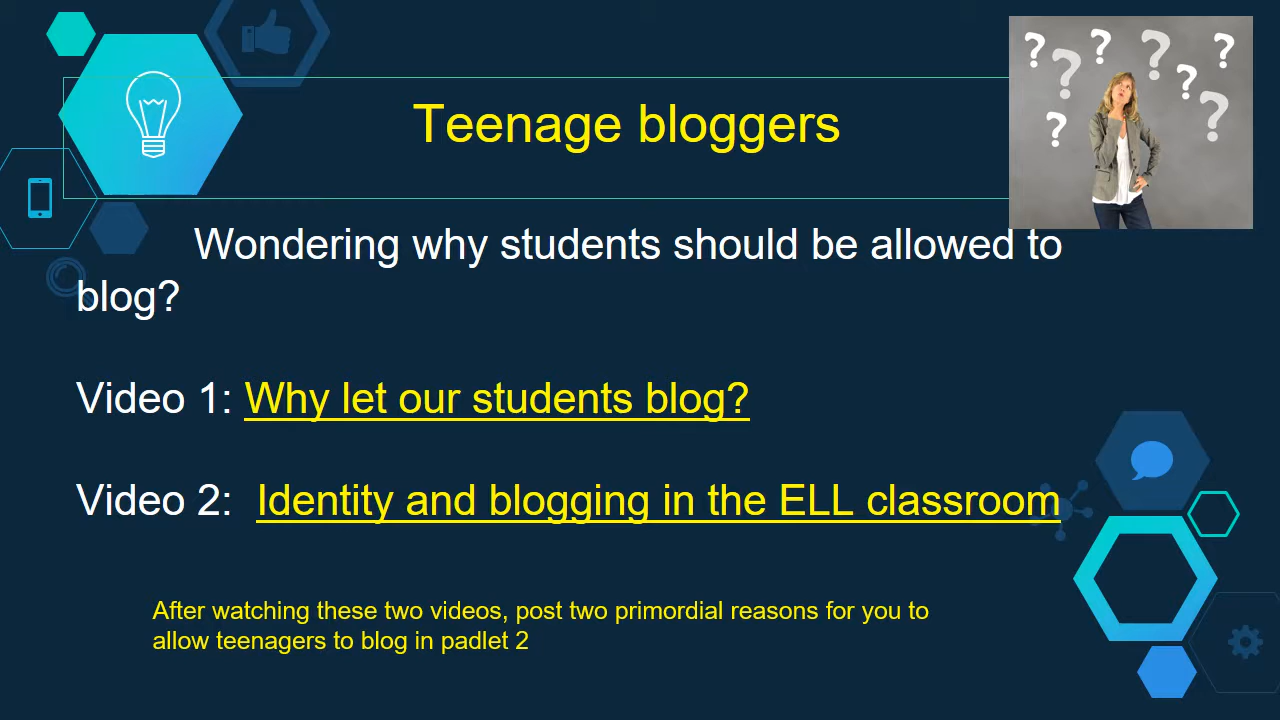 Teenage bloggers
Wondering why students should be allowed to
blog?
Video 1: Why let our students blog?
Video 2: Identity and blogging in the ELL classroom
After watching these two videos, post two primordial reasons for you to
allow teenagers to blog in padlet 2